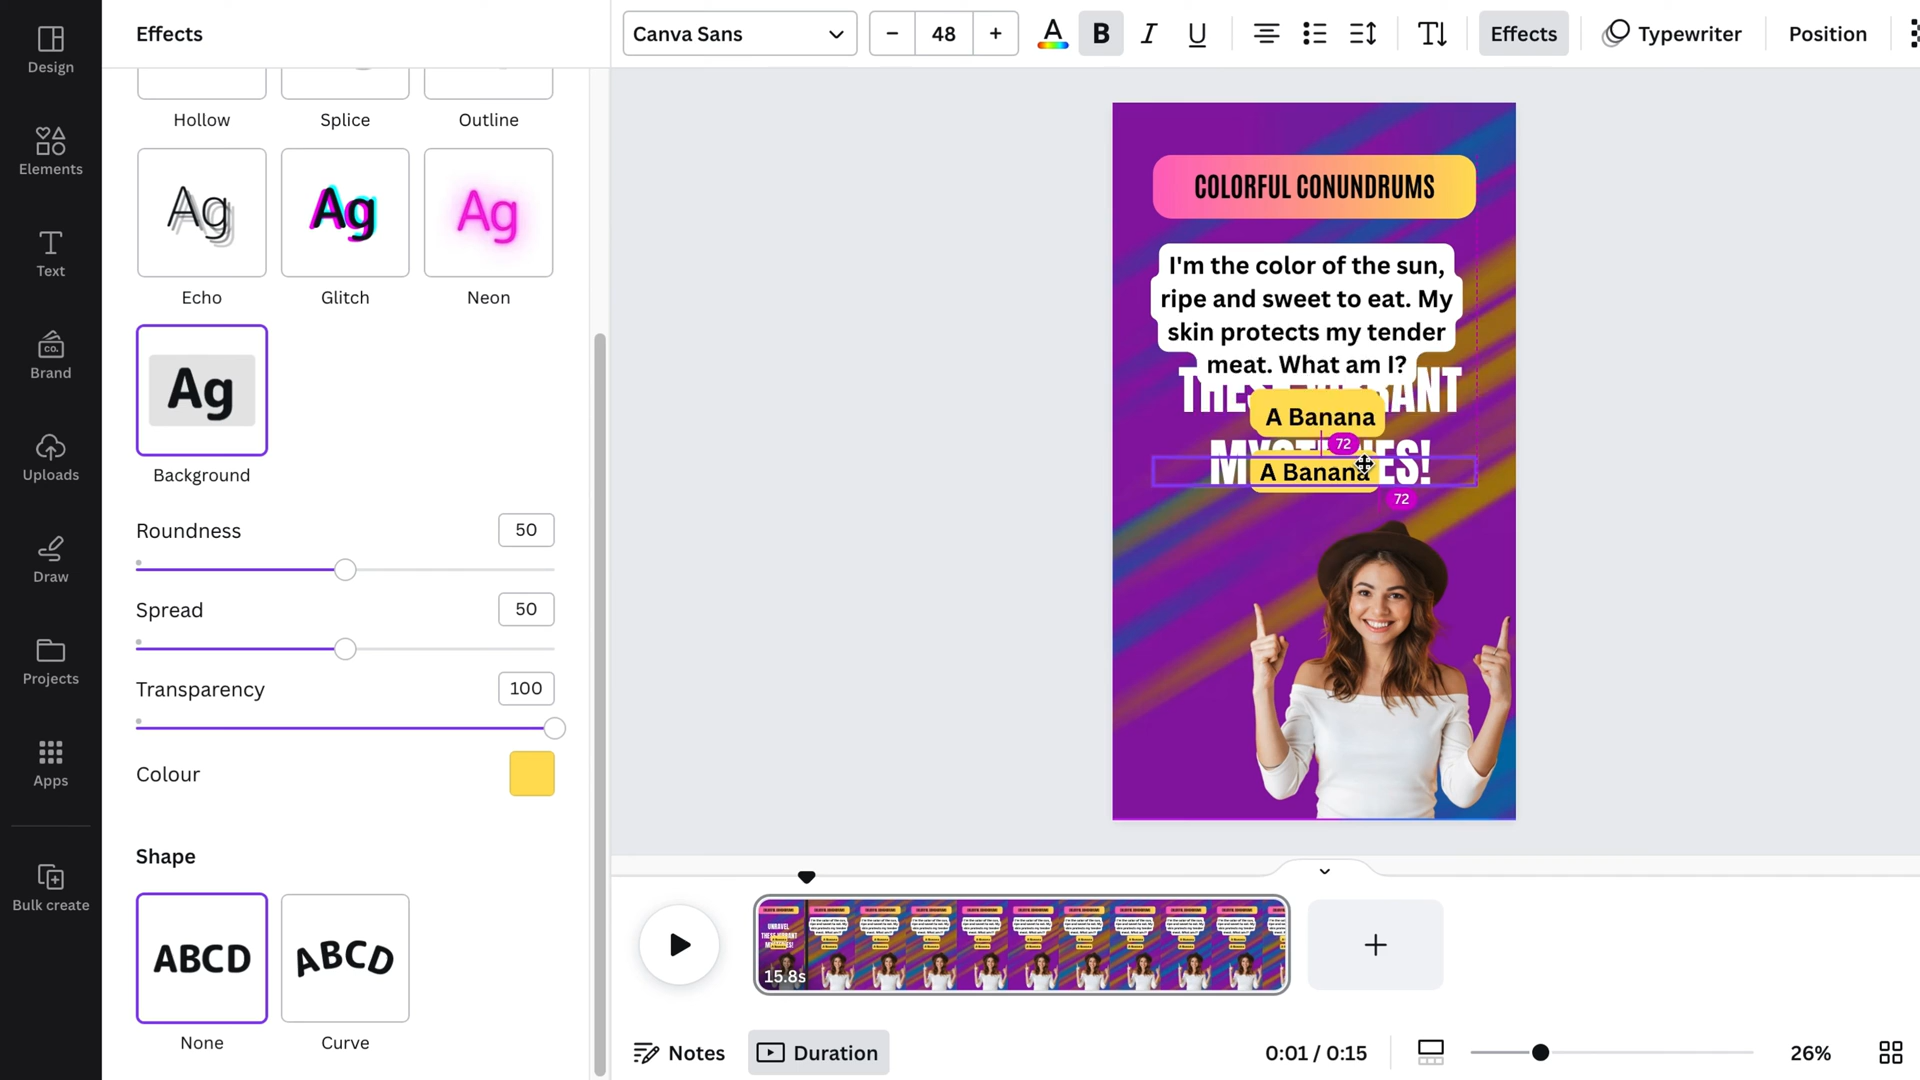 Effects
Canva Sans
48
A
B
I
U
Effects
Typewriter
Position
Design
Elements
Text
Brand
co.
Uploads
Draw
Projects
Apps
Bulk create
Hollow
Splice
Outline
Ag
Ag
Ag
Echo
Glitch
Neon
Ag
Background
Roundness
50
Spread
50
Transparency
100
Colour
Shape
ABCD
ABCD
None
Curve
COLORFUL CONUNDRUMS
I'm the color of the sun,
ripe and sweet to eat. My
skin protects my tender
meat. What am I?
A Banana
72
A Banana
72
15.8s
Notes
Duration
0:01 / 0:15
26%